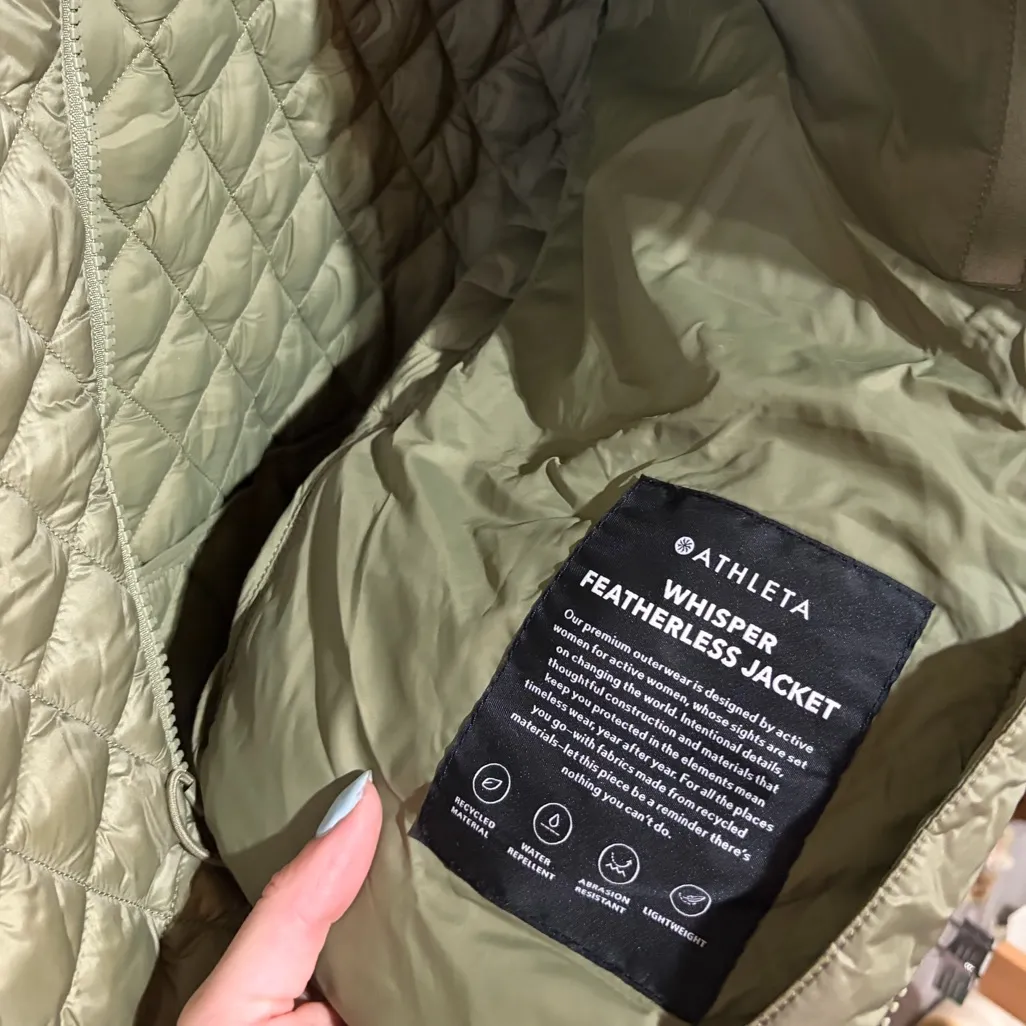 ATHLETA
WHISPER
FEATHERLESS JACKET
Our premium outerwear is designed by active
women for active women, whose sights are set
on changing the world. Intentional details,
thoughtful construction and materials that
keep you protected in the elements mean
timeless wear, year after year. For all the places
you go—with fabrics made from recycled
materials—let this piece be a reminder there's
nothing you can't do.
RECYCLED
MATERIAL
WATER
REPELLENT
ABRASION
RESISTANT
LIGHTWEIGHT